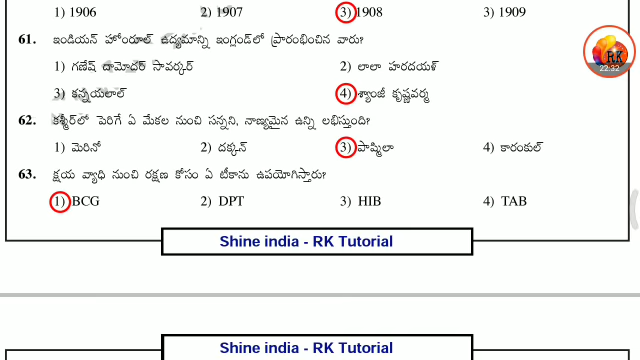 1) 1906 2) 1907 3) 1908 3) 1909
61. ఇండియన్ హోంరూల్ ఉద్యమాన్ని ఇంగ్లండ్‌లో ప్రారంభించిన వారు?
1) గణేష్ దామోదర్ సావర్కర్ 2) లాలా హరదయళ్
3) కన్నయలాల్ 4) శ్యాంజీ కృష్ణవర్మ
62. కశ్మీర్‌లో పెరిగే ఏ మేకల నుంచి సన్నని, నాణ్యమైన ఉన్ని లభిస్తుంది?
1) మెరినో 2) దక్కన్ 3) పాష్మిలా 4) కారంకుల్
63. క్షయ వ్యాధి నుంచి రక్షణ కోసం ఏ టీకాను ఉపయోగిస్తారు?
1) BCG 2) DPT 3) HIB 4) TAB
Shine india - RK Tutorial
Shine india - RK Tutorial
RK
22:32